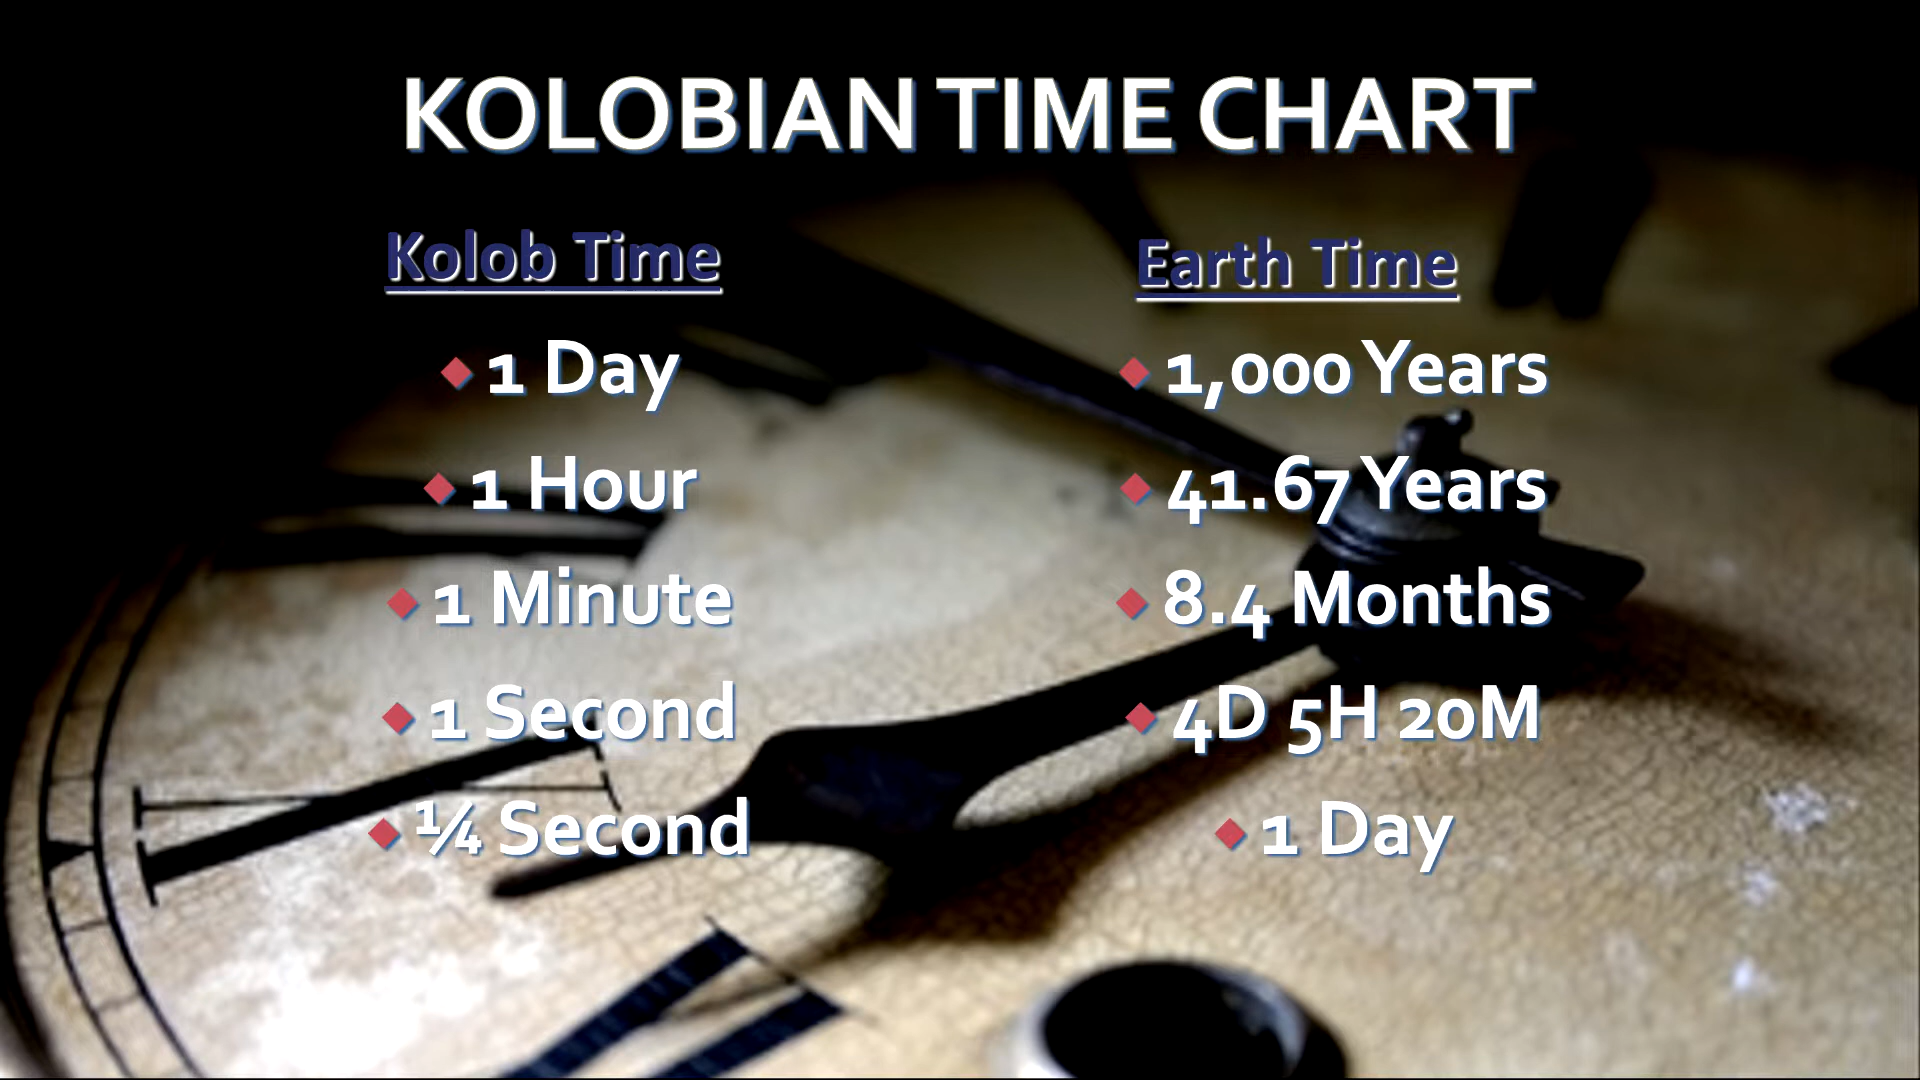 KOLOBIAN TIME CHART
Kolob Time
Earth Time
1 Day
1,000 Years
1 Hour
41.67 Years
1 Minute
8.4 Months
1 Second
4D 5H 20M
¼ Second
1 Day